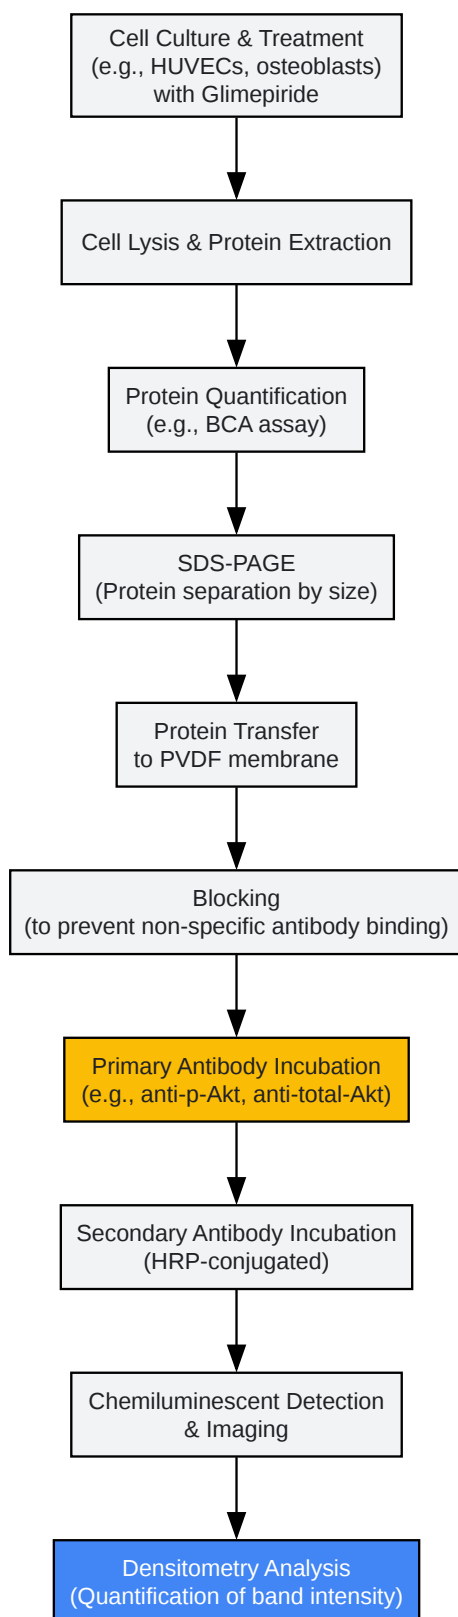 Cell Culture & Treatment
(e.g., HUVECs, osteoblasts)
with Glimepiride
Cell Lysis & Protein Extraction
Protein Quantification
(e.g., BCA assay)
SDS-PAGE
(Protein separation by size)
Protein Transfer
to PVDF membrane
Blocking
(to prevent non-specific antibody binding)
Primary Antibody Incubation
(e.g., anti-p-Akt, anti-total-Akt)
Secondary Antibody Incubation
(HRP-conjugated)
Chemiluminescent Detection
& Imaging
Densitometry Analysis
(Quantification of band intensity)